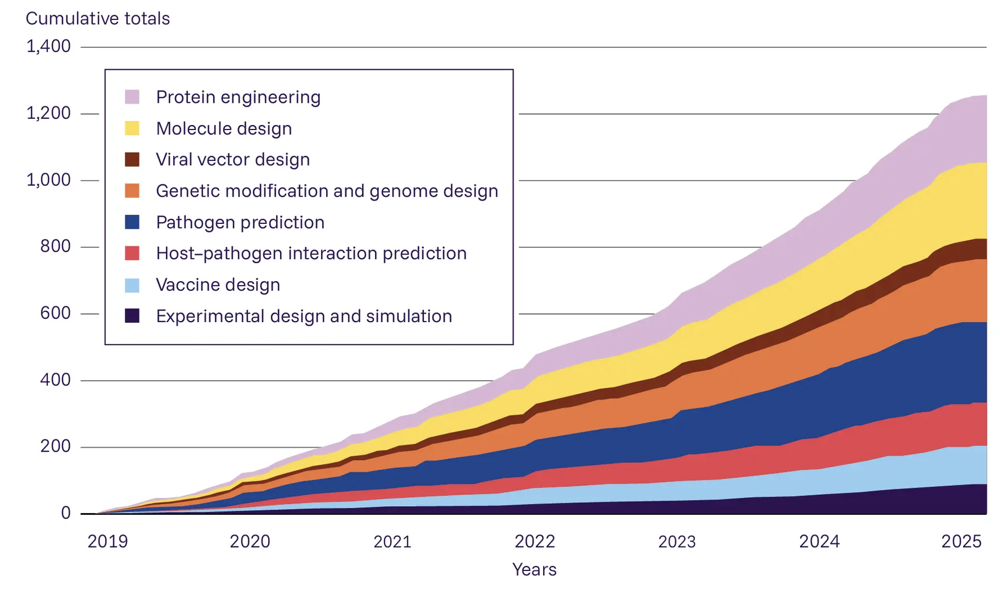 Cumulative totals
1,400
1,200
1,000
800
600
400
200
0
Protein engineering
Molecule design
Viral vector design
Genetic modification and genome design
Pathogen prediction
Host–pathogen interaction prediction
Vaccine design
Experimental design and simulation
2019 2020 2021 2022 2023 2024 2025
Years